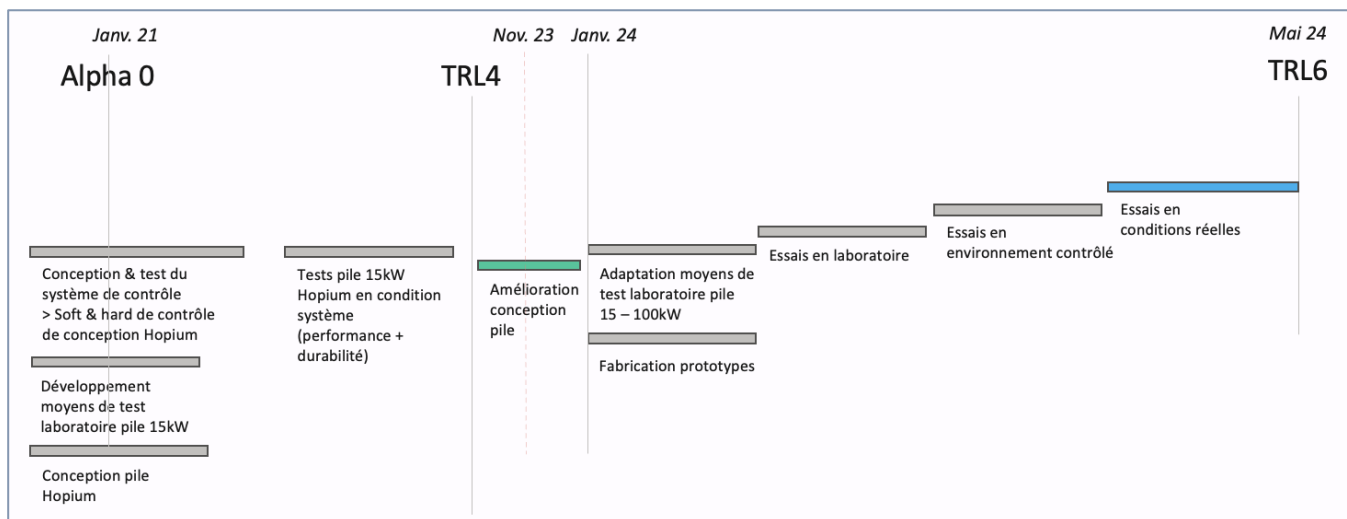 Janv. 21
Nov. 23
Janv. 24
Mai 24
Alpha 0
TRL4
TRL6
Conception & test du
système de contrôle
> Soft & hard de contrôle
de conception Hopium
Développement
moyens de test
laboratoire pile 15kW
Conception pile
Hopium
Tests pile 15kW
Hopium en condition
système
(performance +
durabilité)
Amélioration
conception
pile
Adaptation moyens de
test laboratoire pile
15 – 100kW
Fabrication prototypes
Essais en laboratoire
Essais en
environnement contrôlé
Essais en
conditions réelles